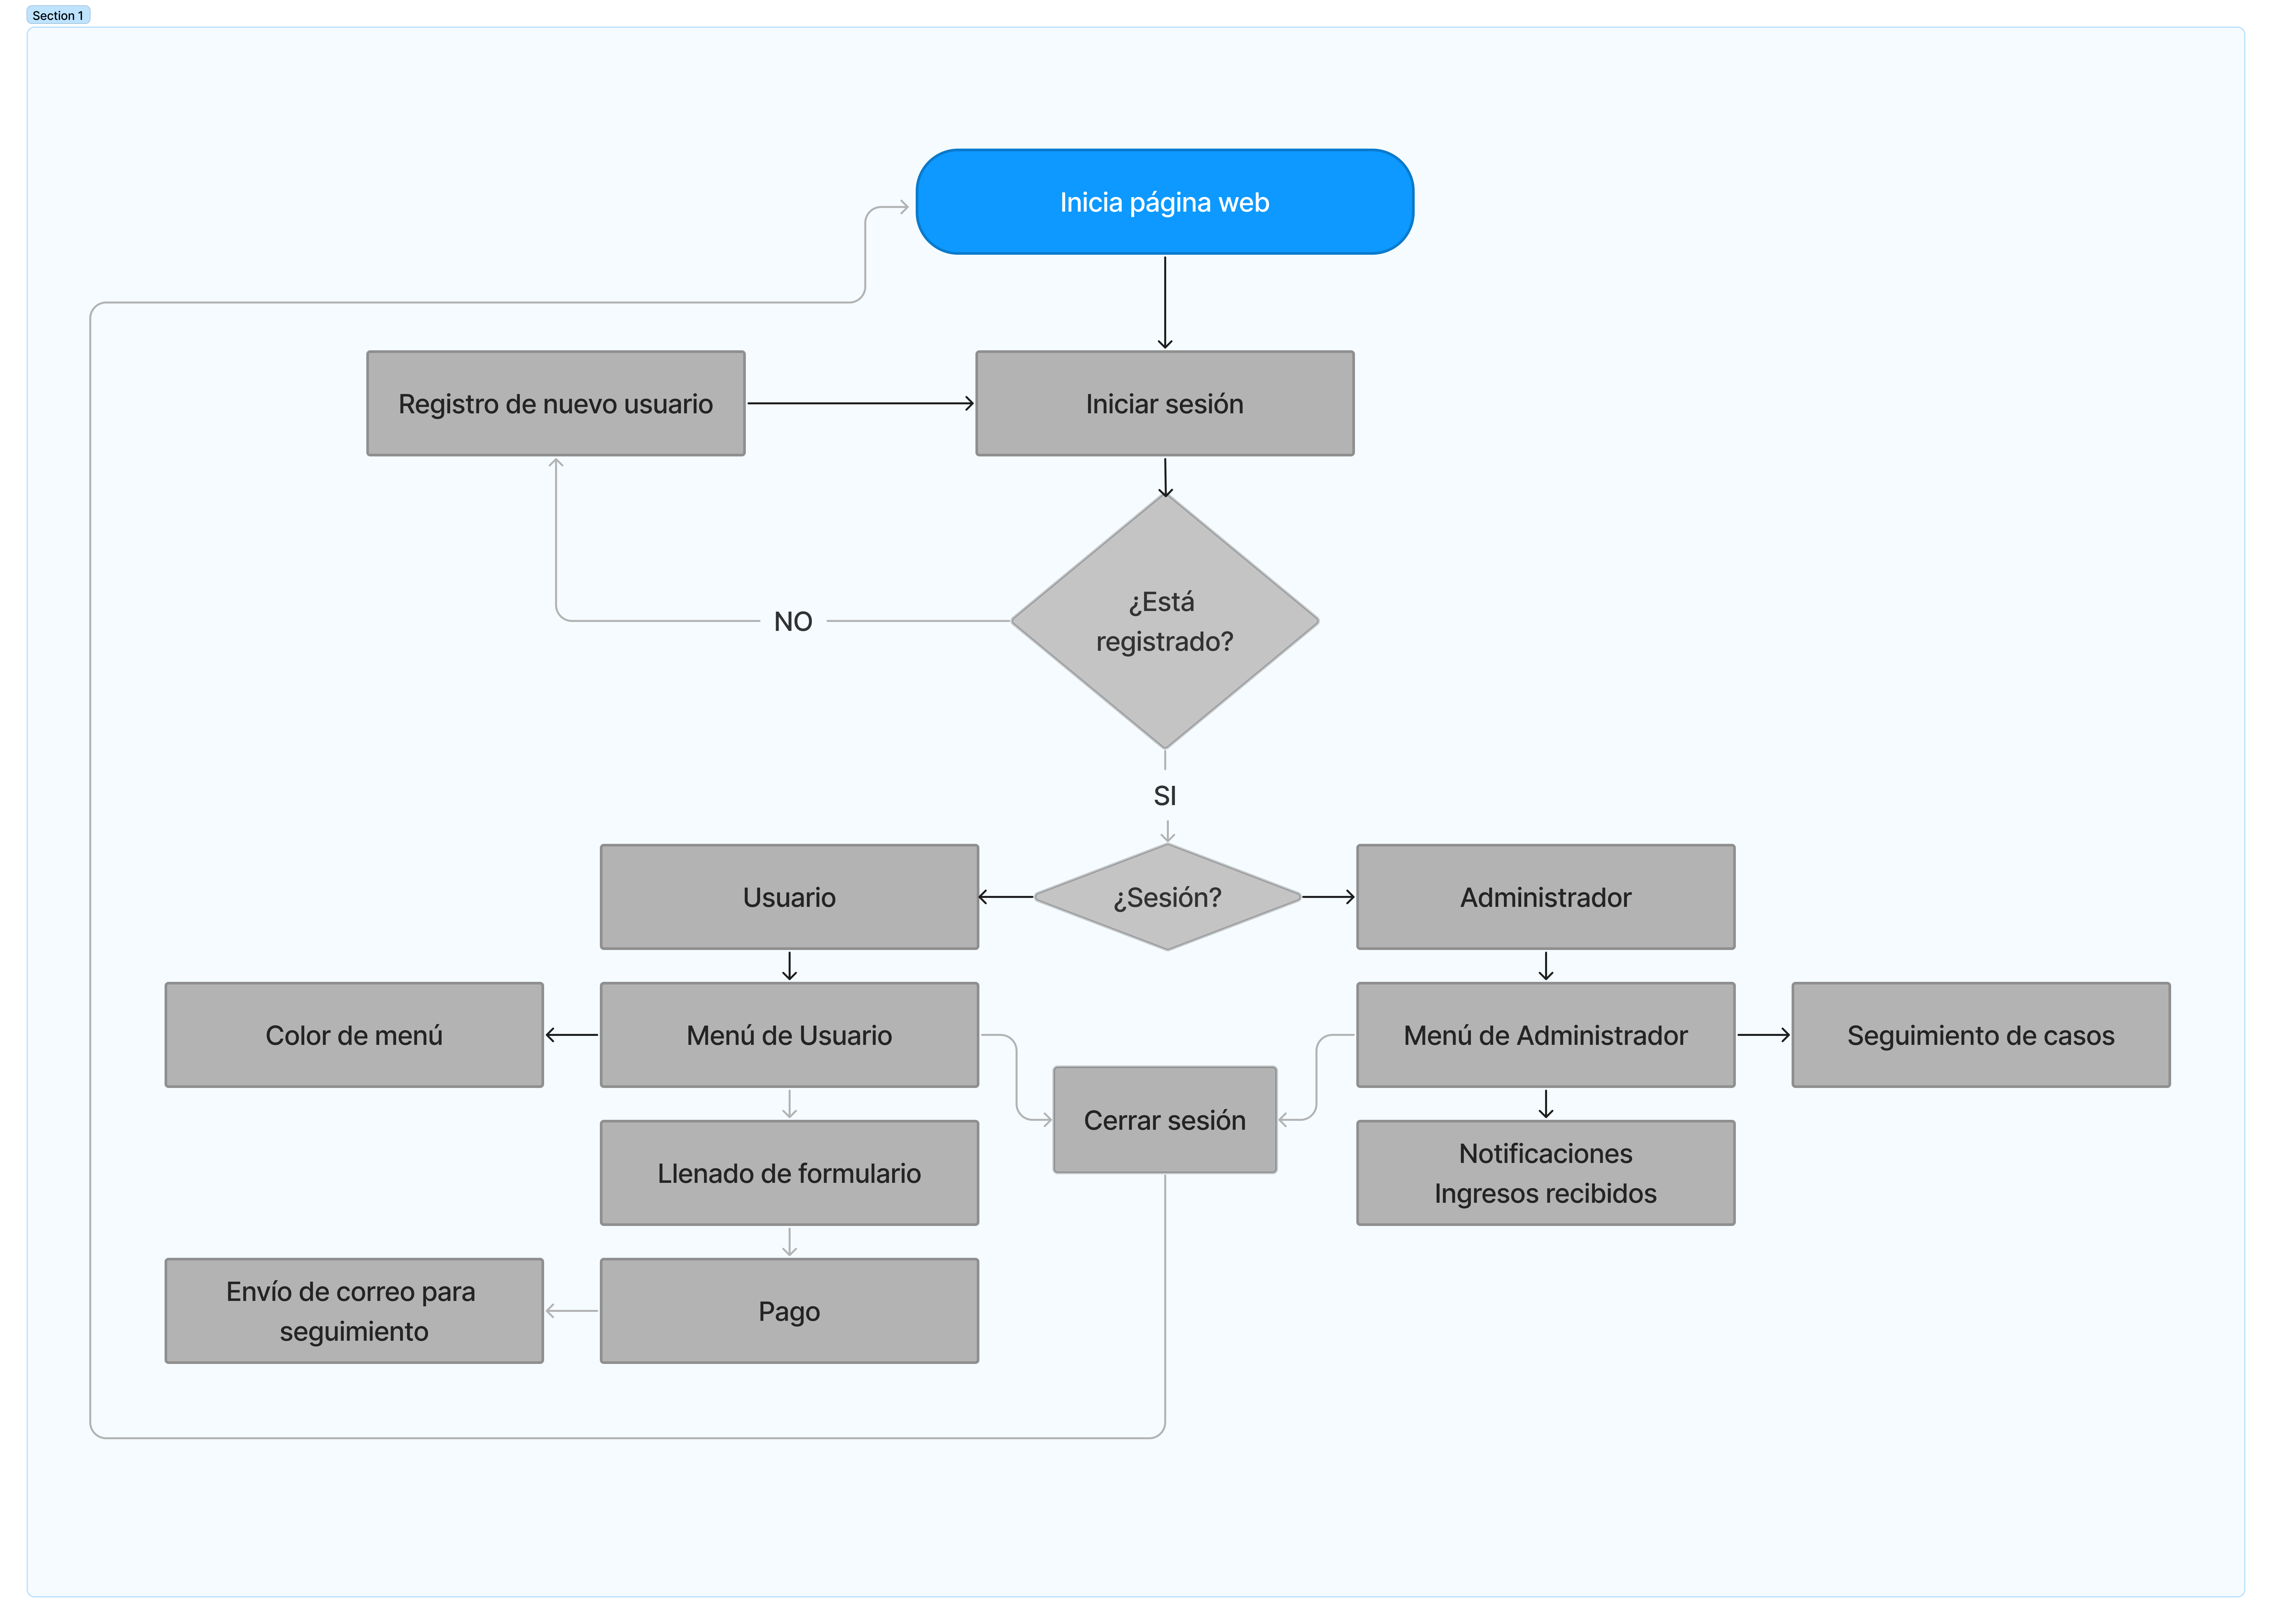 Section 1
Inicia página web
Registro de nuevo usuario
Iniciar sesión
¿Está
registrado?
NO
SI
Usuario
¿Sesión?
Administrador
Color de menú
Menú de Usuario
Menú de Administrador
Seguimiento de casos
Cerrar sesión
Llenado de formulario
Notificaciones
Ingresos recibidos
Envío de correo para
seguimiento
Pago